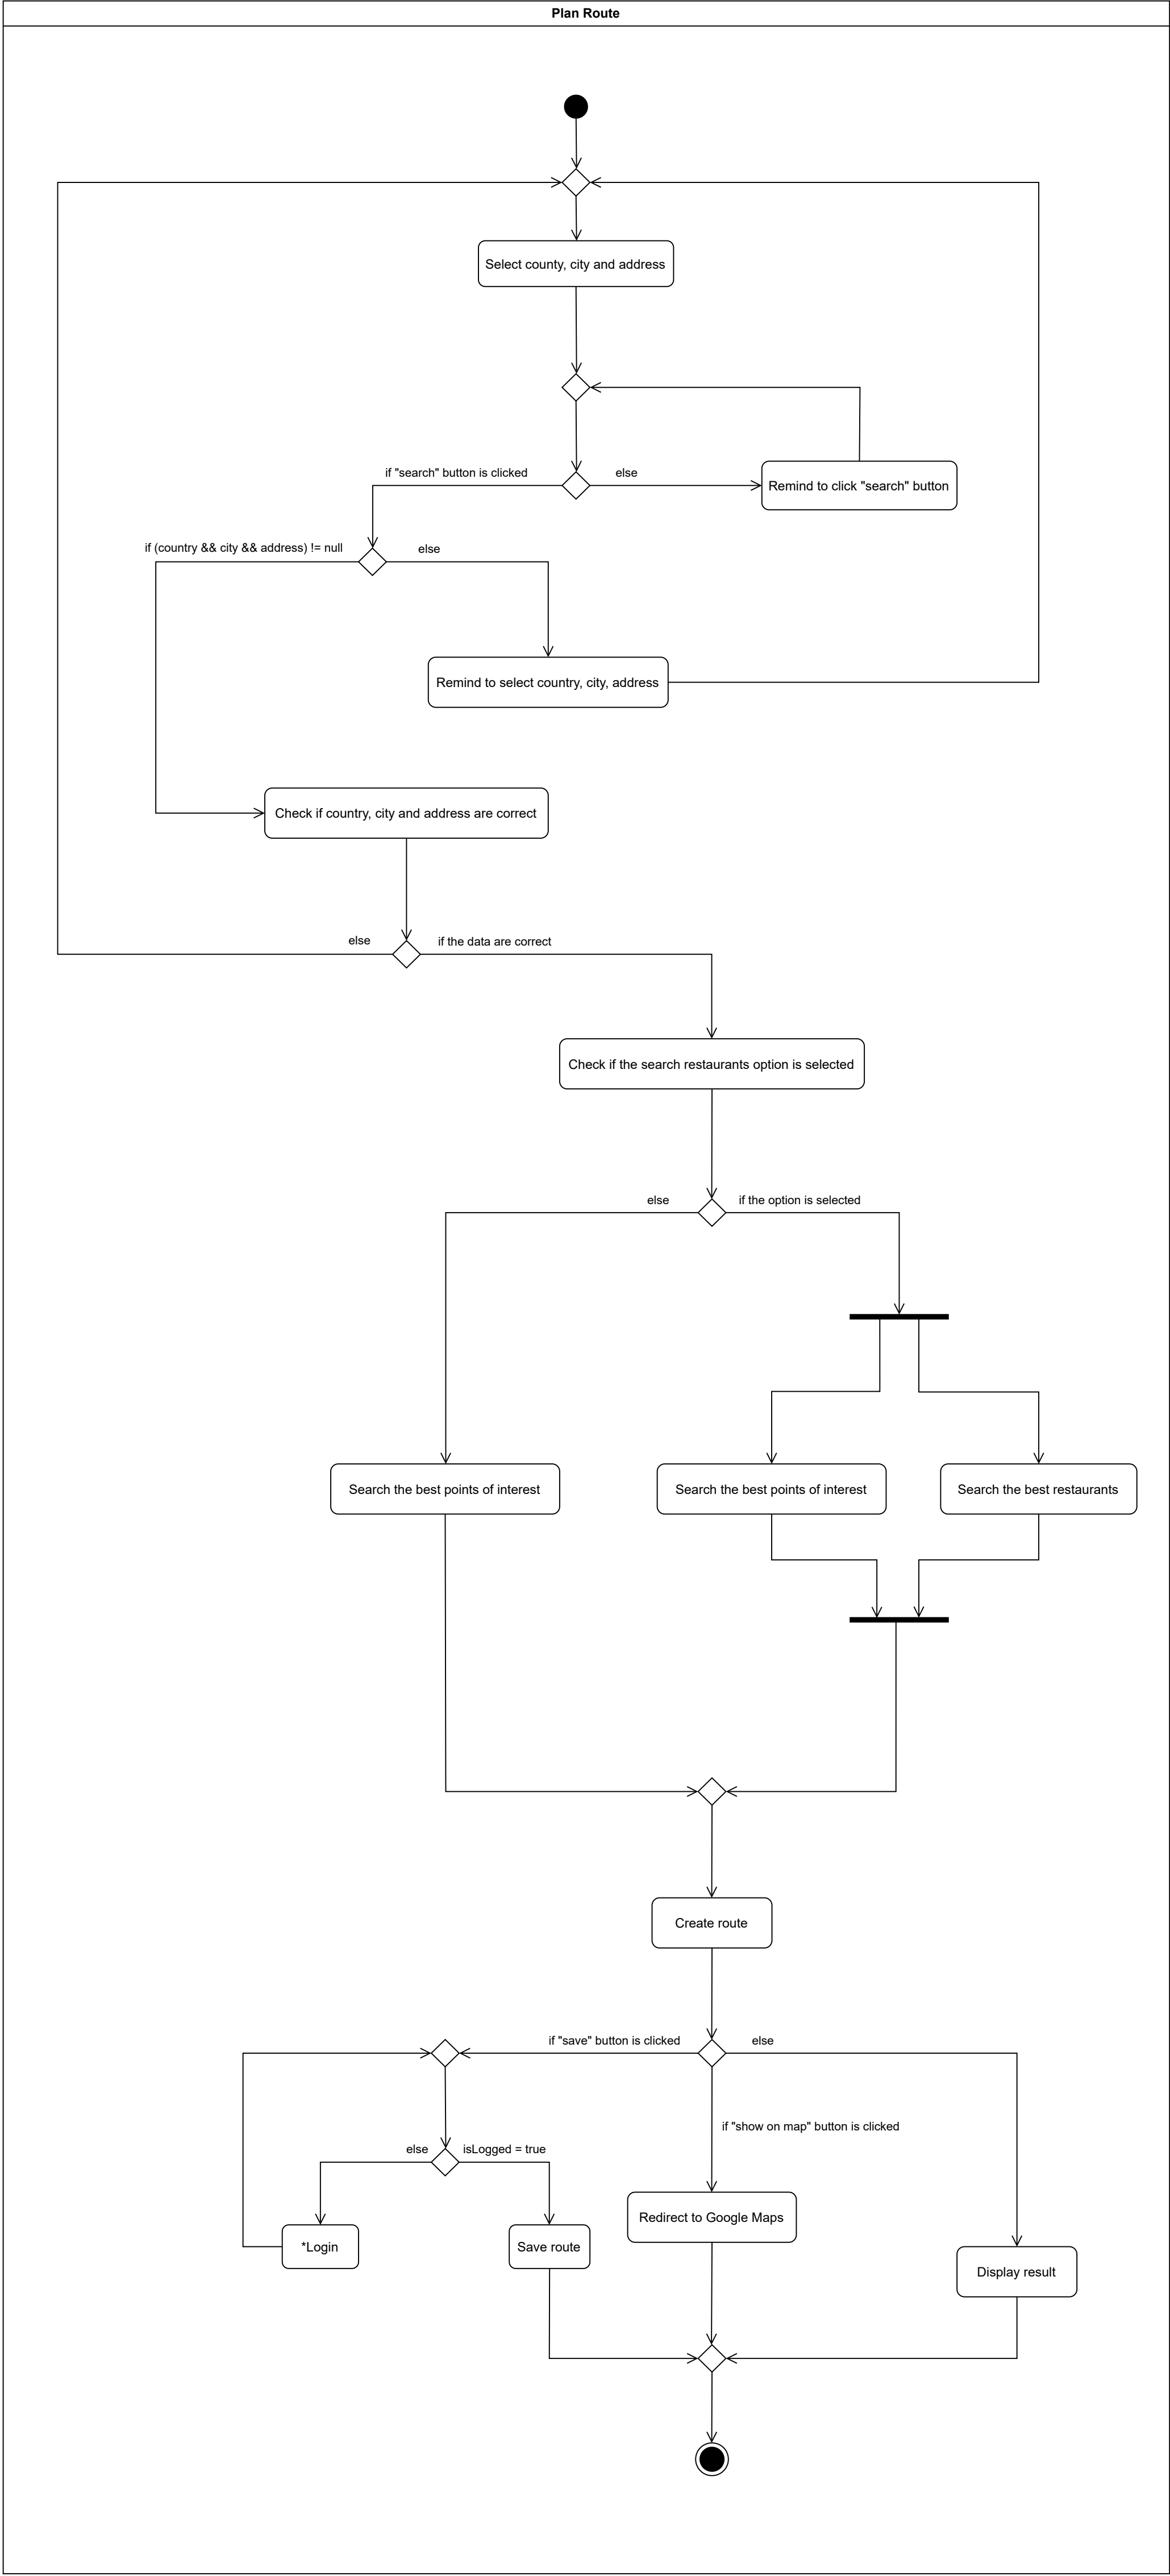 Plan Route
Select county, city and address
if "search" button is clicked
else
Remind to click "search" button
if (country && city && address) != null
else
Remind to select country, city, address
Check if country, city and address are correct
else
if the data are correct
Check if the search restaurants option is selected
else
if the option is selected
Search the best points of interest
Search the best points of interest
Search the best restaurants
Create route
if "save" button is clicked
else
if "show on map" button is clicked
else
isLogged = true
Redirect to Google Maps
*Login
Save route
Display result